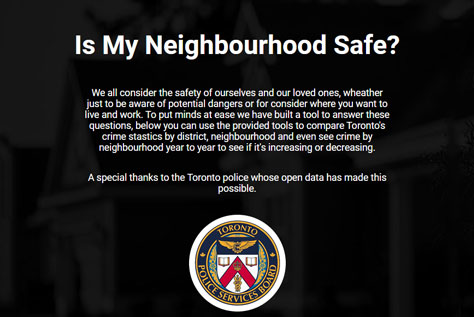 Is My Neighbourhood Safe?
We all consider the safety of ourselves and our loved ones, wheather
just to be aware of potential dangers or for consider where you want to
live and work. To put minds at ease we have built a tool to answer these
questions, below you can use the provided tools to compare Toronto's
crime stastics by district, neighbourhood and even see crime by
neighbourhood year to year to see if it's increasing or decreasing.
A special thanks to the Toronto police whose open data has made this
possible.
TORONTO
POLICE SERVICES BOARD